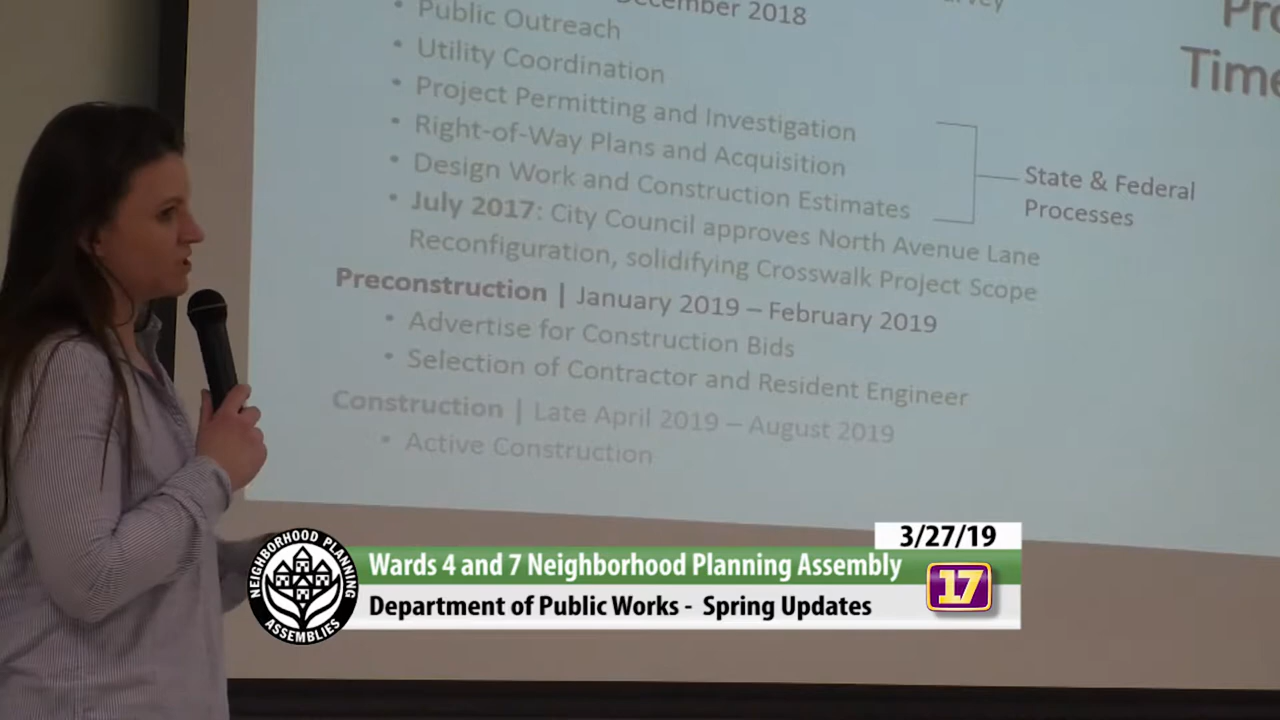 December 2018
• Public Outreach
• Utility Coordination
• Project Permitting and Investigation
• Right-of-Way Plans and Acquisition
• Design Work and Construction Estimates
• July 2017: City Council approves North Avenue Lane
Reconfiguration, solidifying Crosswalk Project Scope
State & Federal
Processes
Preconstruction | January 2019 – February 2019
• Advertise for Construction Bids
• Selection of Contractor and Resident Engineer
Construction | Late April 2019 – August 2019
• Active Construction
3/27/19
NEIGHBORHOOD PLANNING
ASSEMBLIES
Wards 4 and 7 Neighborhood Planning Assembly
17
Department of Public Works - Spring Updates